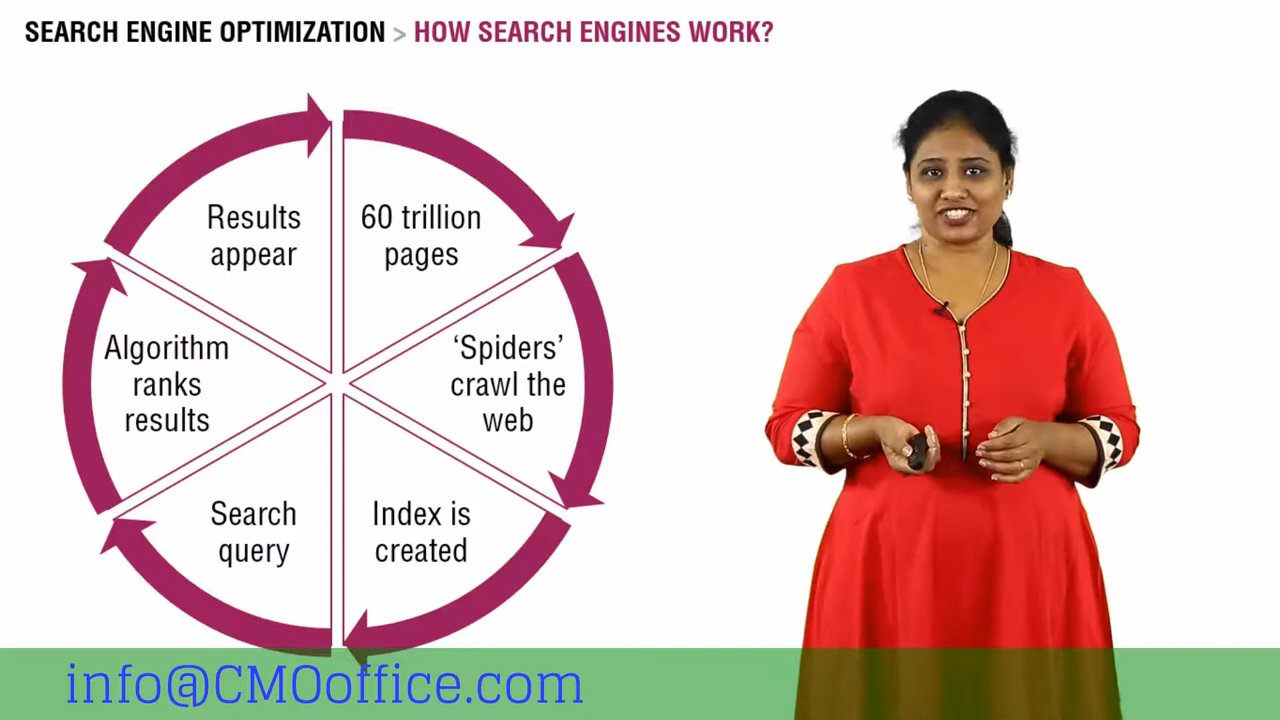 SEARCH ENGINE OPTIMIZATION > HOW SEARCH ENGINES WORK?
Results
appear
60 trillion
pages
Algorithm
ranks
results
‘Spiders’
crawl the
web
Search
query
Index is
created
info@CMOoffice.com